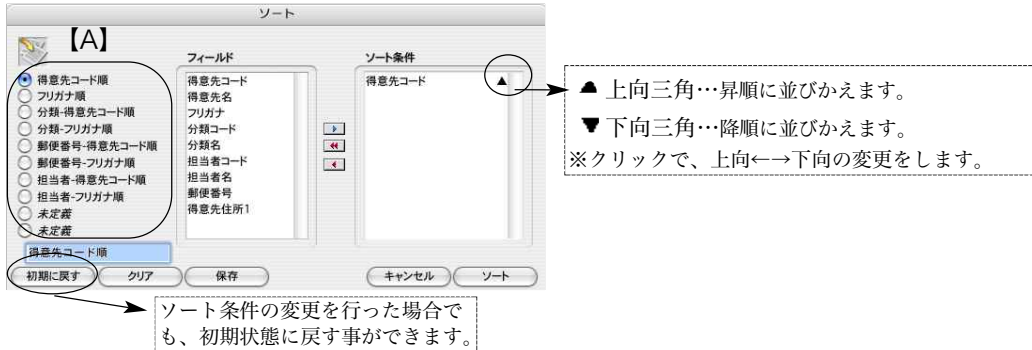 ソート
【A】
フィールド
ソート条件
得意先コード順
フリガナ順
分類-得意先コード順
分類-フリガナ順
郵便番号-得意先コード順
郵便番号-フリガナ順
担当者-得意先コード順
担当者-フリガナ順
未定義
未定義
得意先コード順
得意先コード
得意先名
フリガナ
分類コード
分類名
担当者コード
担当者名
郵便番号
得意先住所1
得意先コード ▲
初期に戻す
クリア
保存
キャンセル
ソート
▲ 上向三角…昇順に並びかえます。
▼ 下向三角…降順に並びかえます。
※クリックで、上向←→下向の変更をします。
ソート条件の変更を行った場合で
も、初期状態に戻す事ができます。